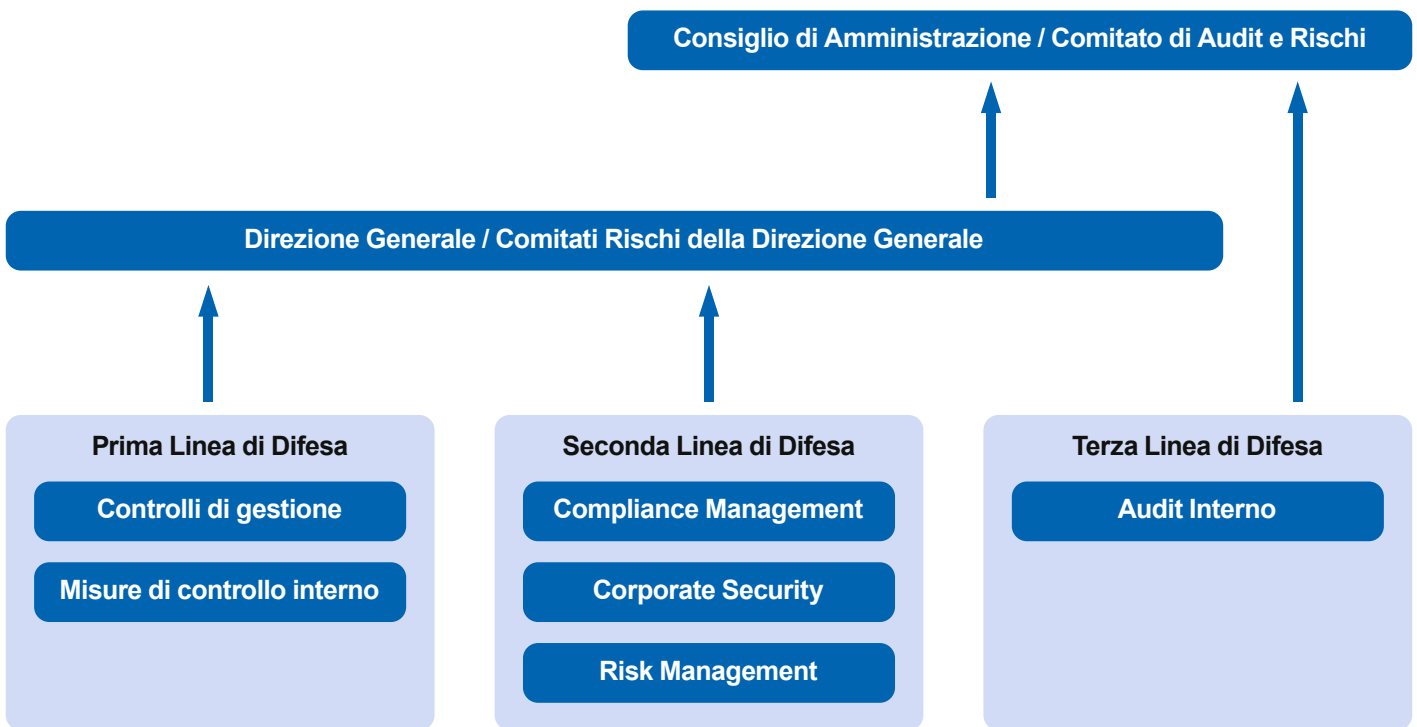 Consiglio di Amministrazione / Comitato di Audit e Rischi
Direzione Generale / Comitati Rischi della Direzione Generale
Prima Linea di Difesa
Controlli di gestione
Misure di controllo interno
Seconda Linea di Difesa
Compliance Management
Corporate Security
Risk Management
Terza Linea di Difesa
Audit Interno